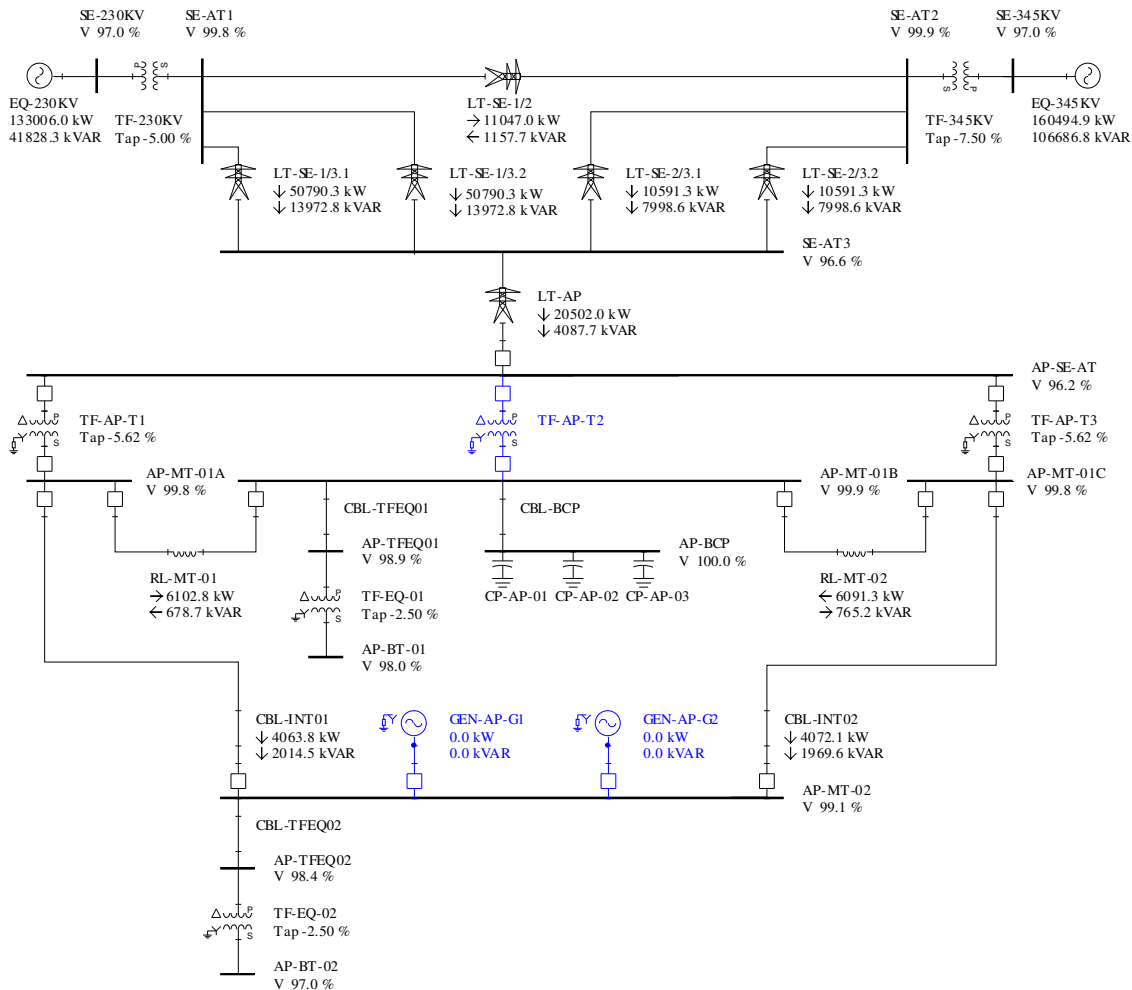 SE-230KV
V 97.0 %
SE-AT1
V 99.8 %
SE-AT2
V 99.9 %
SE-345KV
V 97.0 %
P
S
S
P
EQ-230KV
133006.0 kW
41828.3 kVAR
TF-230KV
Tap -5.00 %
LT-SE-1/2
→ 11047.0 kW
← 1157.7 kVAR
TF-345KV
Tap -7.50 %
EQ-345KV
160494.9 kW
106686.8 kVAR
LT-SE-1/3.1
↓ 50790.3 kW
↓ 13972.8 kVAR
LT-SE-1/3.2
↓ 50790.3 kW
↓ 13972.8 kVAR
LT-SE-2/3.1
↓ 10591.3 kW
↓ 7998.6 kVAR
LT-SE-2/3.2
↓ 10591.3 kW
↓ 7998.6 kVAR
SE-AT3
V 96.6 %
LT-AP
↓ 20502.0 kW
↓ 4087.7 kVAR
AP-SE-AT
V 96.2 %
P
S
TF-AP-T1
Tap -5.62 %
P
S
TF-AP-T2
P
S
TF-AP-T3
Tap -5.62 %
AP-MT-01A
V 99.8 %
AP-MT-01B
V 99.9 %
AP-MT-01C
V 99.8 %
CBL-TFEQ01
CBL-BCP
AP-TFEQ01
V 98.9 %
AP-BCP
V 100.0 %
RL-MT-01
→ 6102.8 kW
← 678.7 kVAR
P
S
TF-EQ-01
Tap -2.50 %
CP-AP-01
CP-AP-02
CP-AP-03
RL-MT-02
← 6091.3 kW
→ 765.2 kVAR
AP-BT-01
V 98.0 %
CBL-INT01
↓ 4063.8 kW
↓ 2014.5 kVAR
GEN-AP-G1
0.0 kW
0.0 kVAR
GEN-AP-G2
0.0 kW
0.0 kVAR
CBL-INT02
↓ 4072.1 kW
↓ 1969.6 kVAR
AP-MT-02
V 99.1 %
CBL-TFEQ02
AP-TFEQ02
V 98.4 %
P
S
TF-EQ-02
Tap -2.50 %
AP-BT-02
V 97.0 %